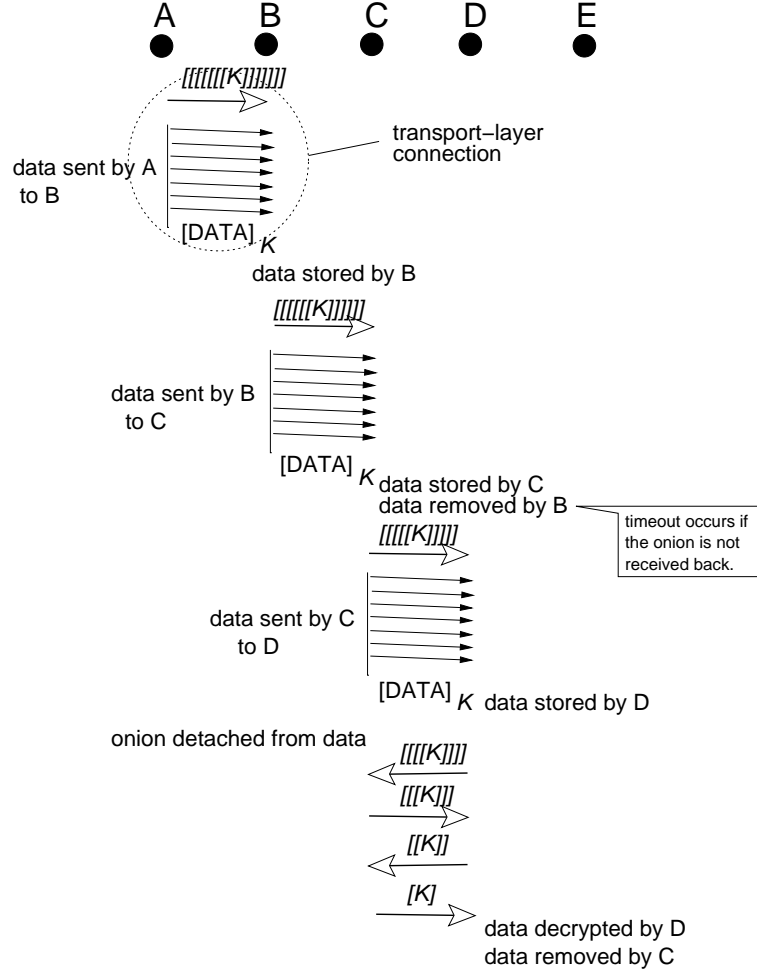 A B C D E
[[[[[[[K]]]]]]]
transport–layer
connection
data sent by A
to B
[DATA] K
data stored by B
[[[[[[K]]]]]]
data sent by B
to C
[DATA] K
data stored by C
data removed by B
timeout occurs if
the onion is not
received back.
[[[[[K]]]]]
data sent by C
to D
[DATA] K
data stored by D
onion detached from data
[[[[K]]]]
[[[K]]]
[[K]]
[K]
data decrypted by D
data removed by C